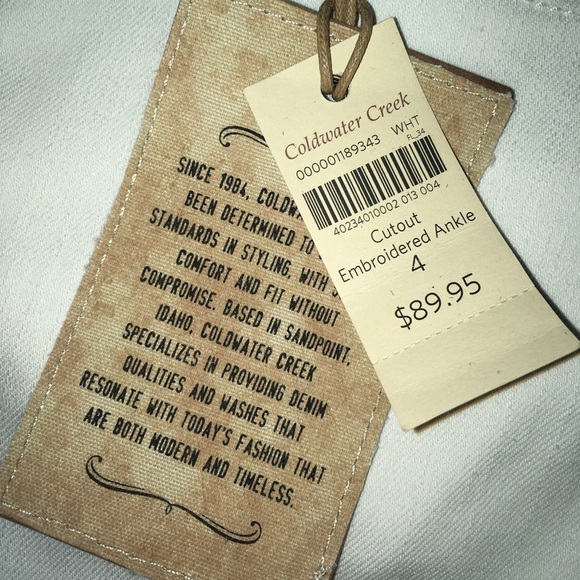 SINCE 1984, COLDW
BEEN DETERMINED TO
STANDARDS IN STYLING, WITH
COMFORT AND FIT WITHOUT
COMPROMISE. BASED IN SANDPOINT,
IDAHO, COLDWATER CREEK
SPECIALIZES IN PROVIDING DENIM
QUALITIES AND WASHES THAT
RESONATE WITH TODAY'S FASHION THAT
ARE BOTH MODERN AND TIMELESS.
Coldwater Creek
000001189343 WHT
FL_34
40234010002 013 004
Cutout
Embroidered Ankle
4
$89.95